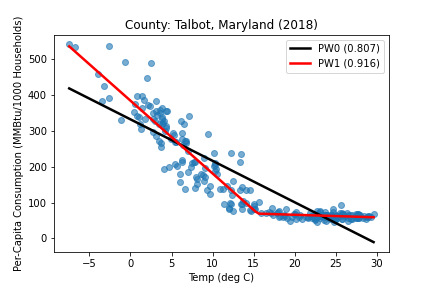 County: Talbot, Maryland (2018)
Per-Capita Consumption (MMBtu/1000 Households)
500
400
300
200
100
0
PW0 (0.807)
PW1 (0.916)
−5 0 5 10 15 20 25 30
Temp (deg C)